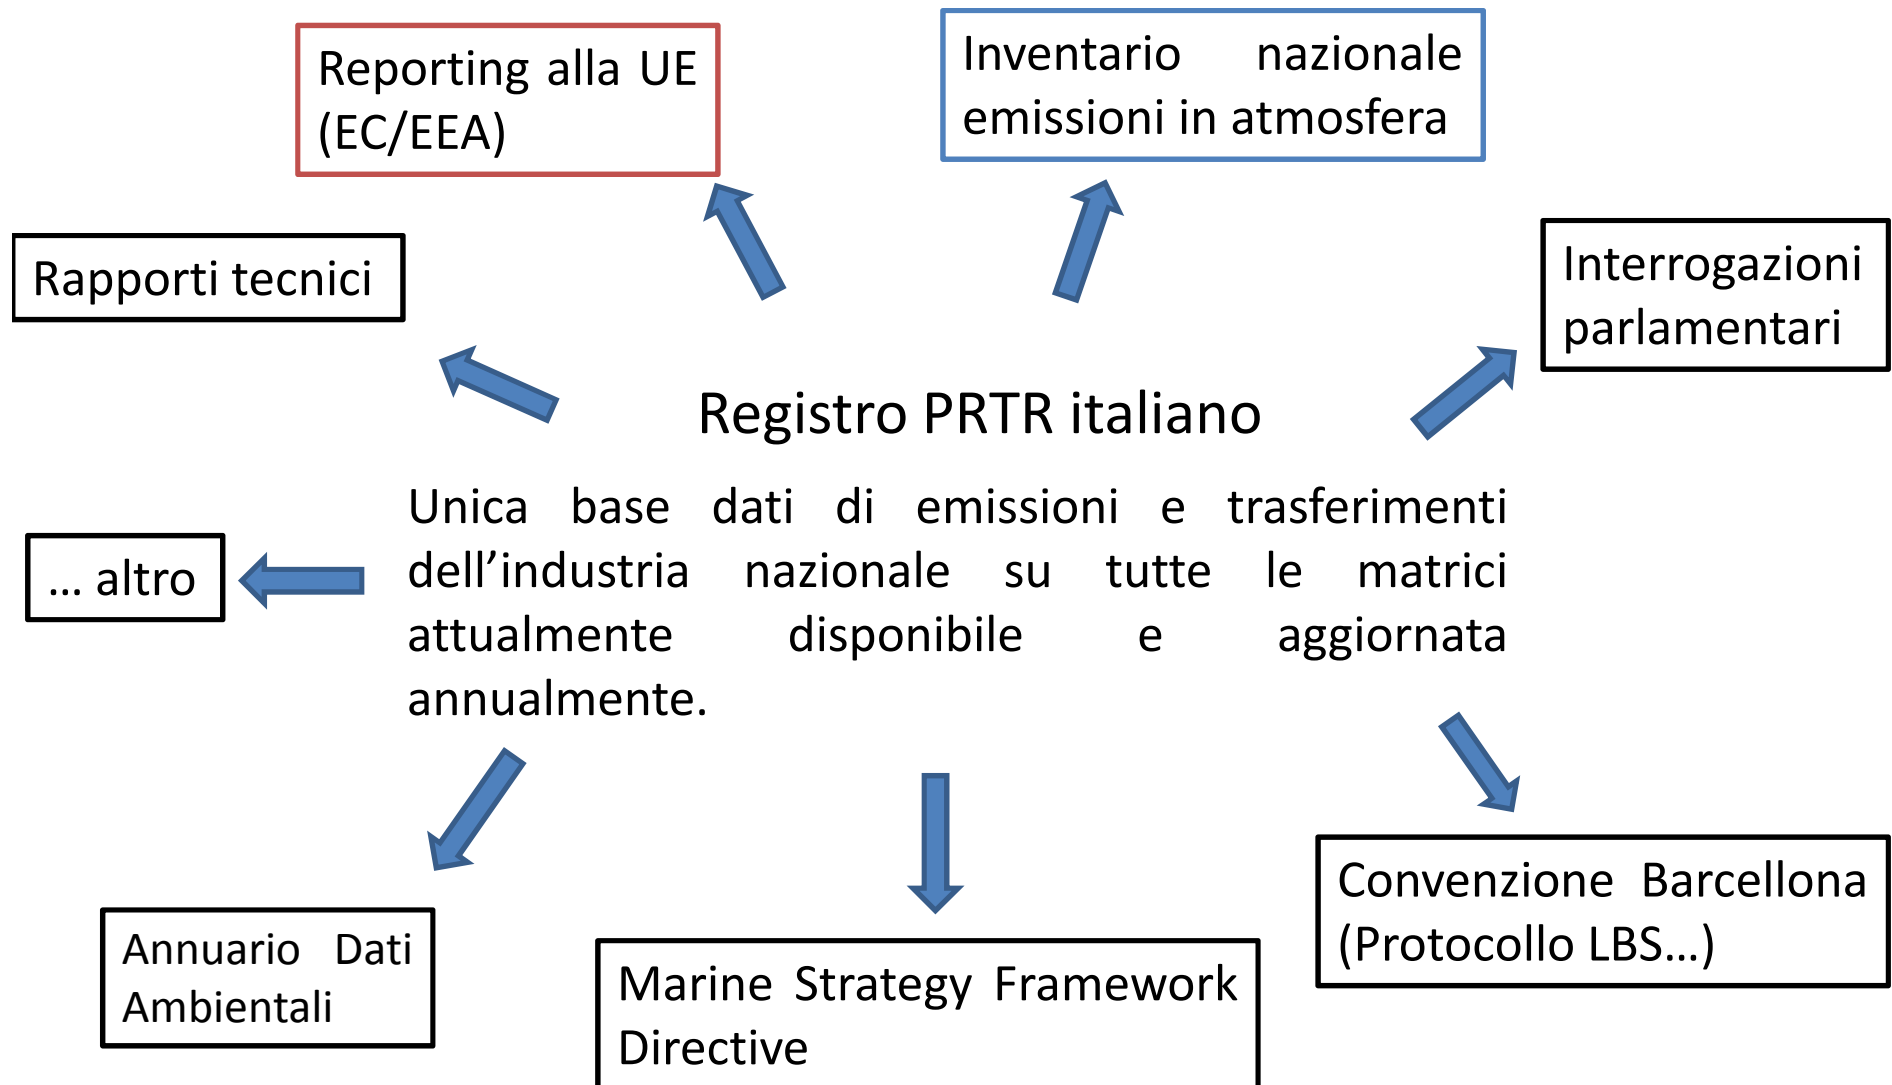 Reporting alla UE
(EC/EEA)
Inventario nazionale
emissioni in atmosfera
Rapporti tecnici
Interrogazioni
parlamentari
Registro PRTR italiano
Unica base dati di emissioni e trasferimenti
dell’industria nazionale su tutte le matrici
attualmente disponibile e aggiornata
annualmente.
… altro
Annuario Dati
Ambientali
Marine Strategy Framework
Directive
Convenzione Barcellona
(Protocollo LBS…)